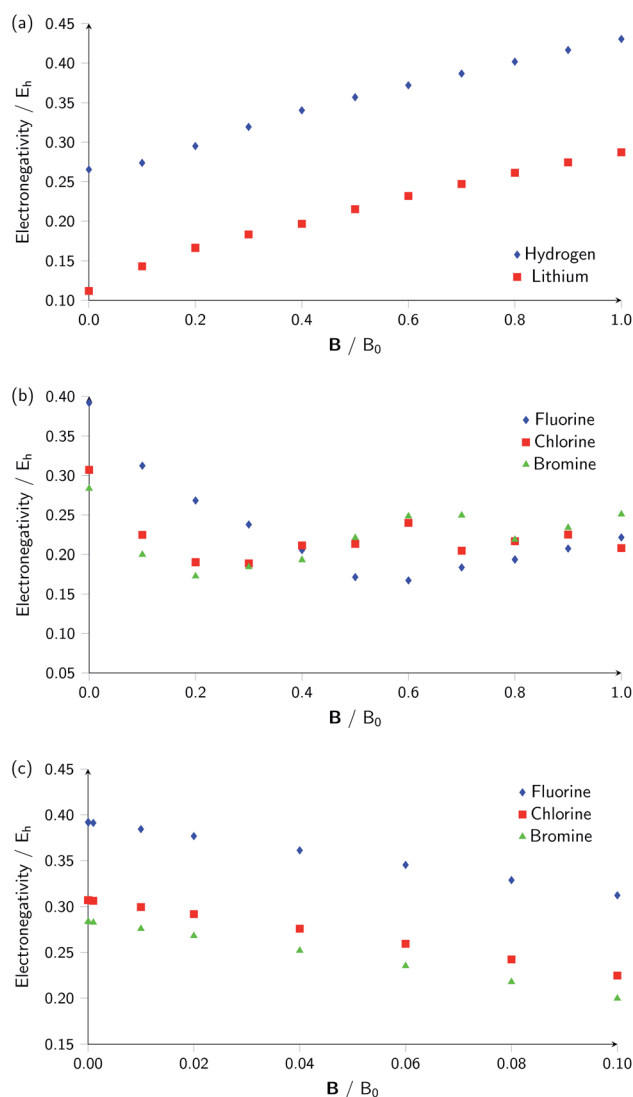 (a)
0.45
0.40
0.35
0.30
0.25
0.20
0.15
0.10
Electronegativity / Eₕ
Hydrogen
Lithium
0.0 0.2 0.4 0.6 0.8 1.0
B / B₀
(b)
0.40
0.40
0.30
0.25
0.20
0.15
0.10
0.05
Electronegativity / Eₕ
Fluorine
Chlorine
Bromine
0.0 0.2 0.4 0.6 0.8 1.0
B / B₀
(c)
0.45
0.40
0.35
0.30
0.25
0.20
0.15
Electronegativity / Eₕ
Fluorine
Chlorine
Bromine
0.00 0.02 0.04 0.06 0.08 0.10
B / B₀